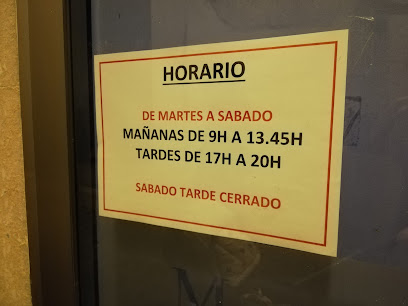 HORARIO
DE MARTES A SABADO
MAÑANAS DE 9H A 13.45H
TARDES DE 17H A 20H
SABADO TARDE CERRADO
M